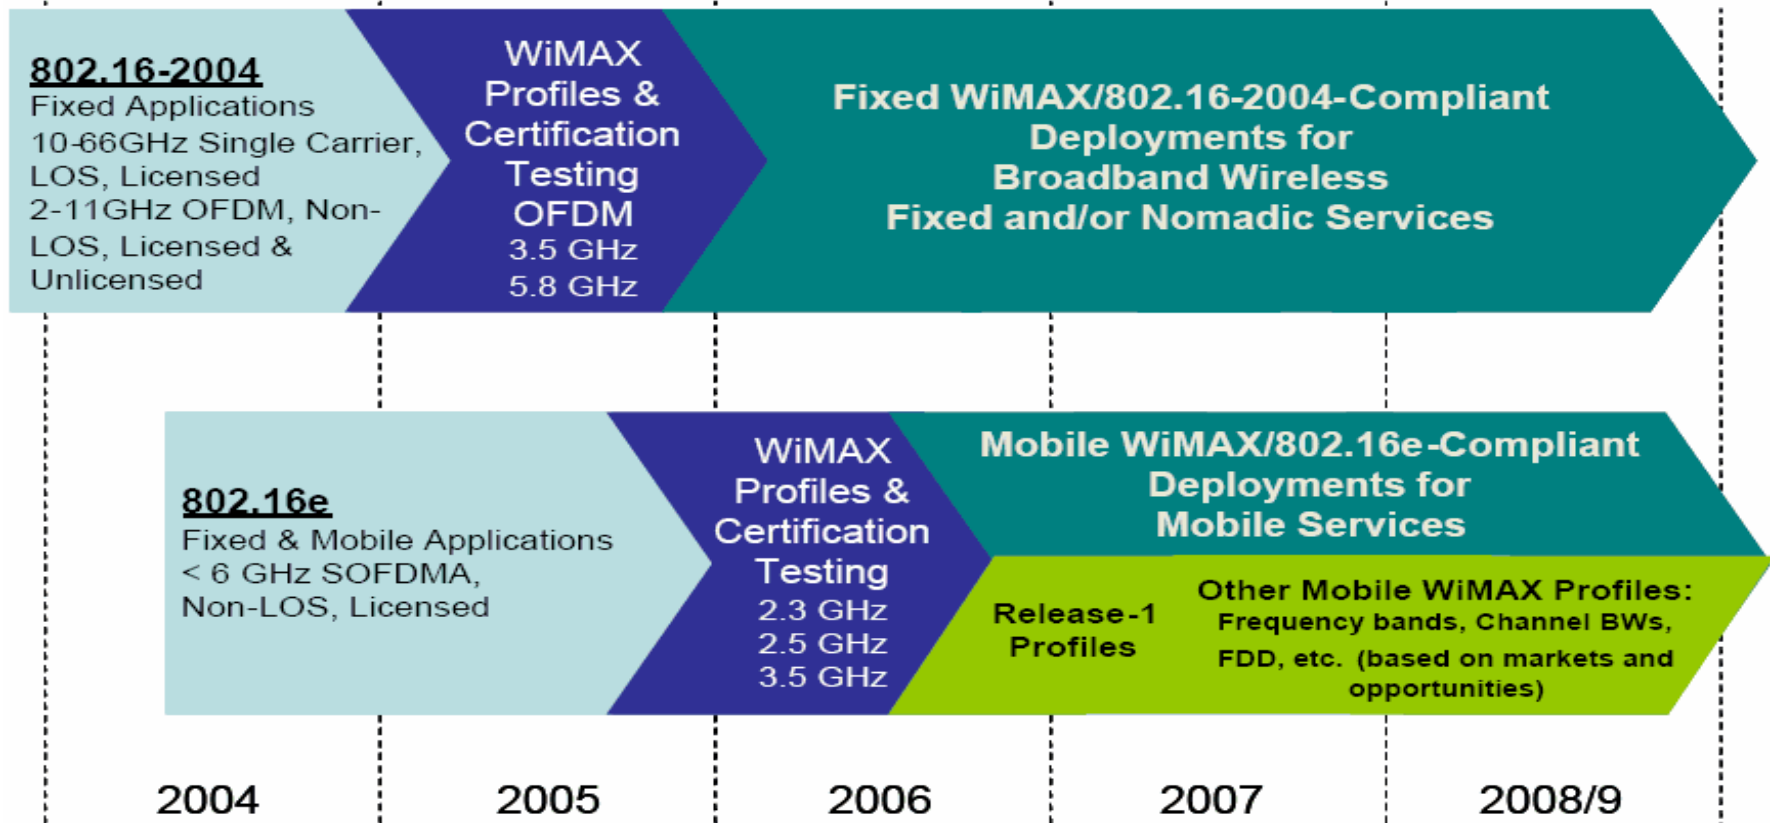 802.16-2004
Fixed Applications
10-66GHz Single Carrier,
LOS, Licensed
2-11GHz OFDM, Non-
LOS, Licensed &
Unlicensed
WiMAX
Profiles &
Certification
Testing
OFDM
3.5 GHz
5.8 GHz
Fixed WiMAX/802.16-2004-Compliant
Deployments for
Broadband Wireless
Fixed and/or Nomadic Services
802.16e
Fixed & Mobile Applications
< 6 GHz SOFDMA,
Non-LOS, Licensed
WiMAX
Profiles &
Certification
Testing
2.3 GHz
2.5 GHz
3.5 GHz
Mobile WiMAX/802.16e-Compliant
Deployments for
Mobile Services
Release-1
Profiles
Other Mobile WiMAX Profiles:
Frequency bands, Channel BWs,
FDD, etc. (based on markets and
opportunities)
2004
2005
2006
2007
2008/9